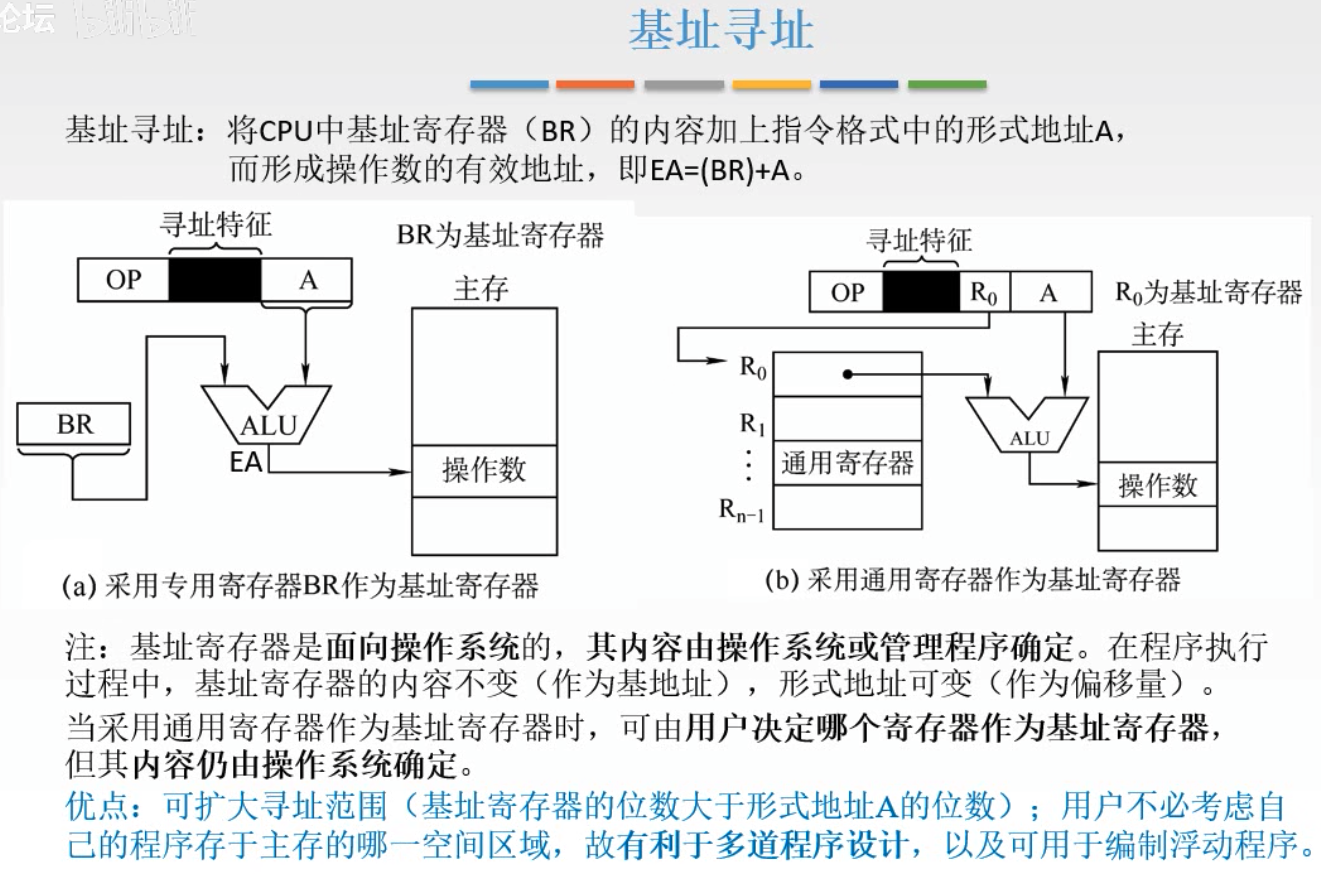 论坛 bilibili
基址寻址
基址寻址：将CPU中基址寄存器（BR）的内容加上指令格式中的形式地址A，
而形成操作数的有效地址，即EA=(BR)+A。
寻址特征
BR为基址寄存器
OP A
主存
BR
ALU
EA
操作数
(a) 采用专用寄存器BR作为基址寄存器
寻址特征
OP R₀ A
R₀为基址寄存器
主存
R₀
R₁
⋮
通用寄存器
Rₙ₋₁
ALU
操作数
(b) 采用通用寄存器作为基址寄存器
注：基址寄存器是面向操作系统的，其内容由操作系统或管理程序确定。在程序执行
过程中，基址寄存器的内容不变（作为基地址），形式地址可变（作为偏移量）。
当采用通用寄存器作为基址寄存器时，可由用户决定哪个寄存器作为基址寄存器，
但其内容仍由操作系统确定。
优点：可扩大寻址范围（基址寄存器的位数大于形式地址A的位数）；用户不必考虑自
己的程序存于主存的哪一空间区域，故有利于多道程序设计，以及可用于编制浮动程序。